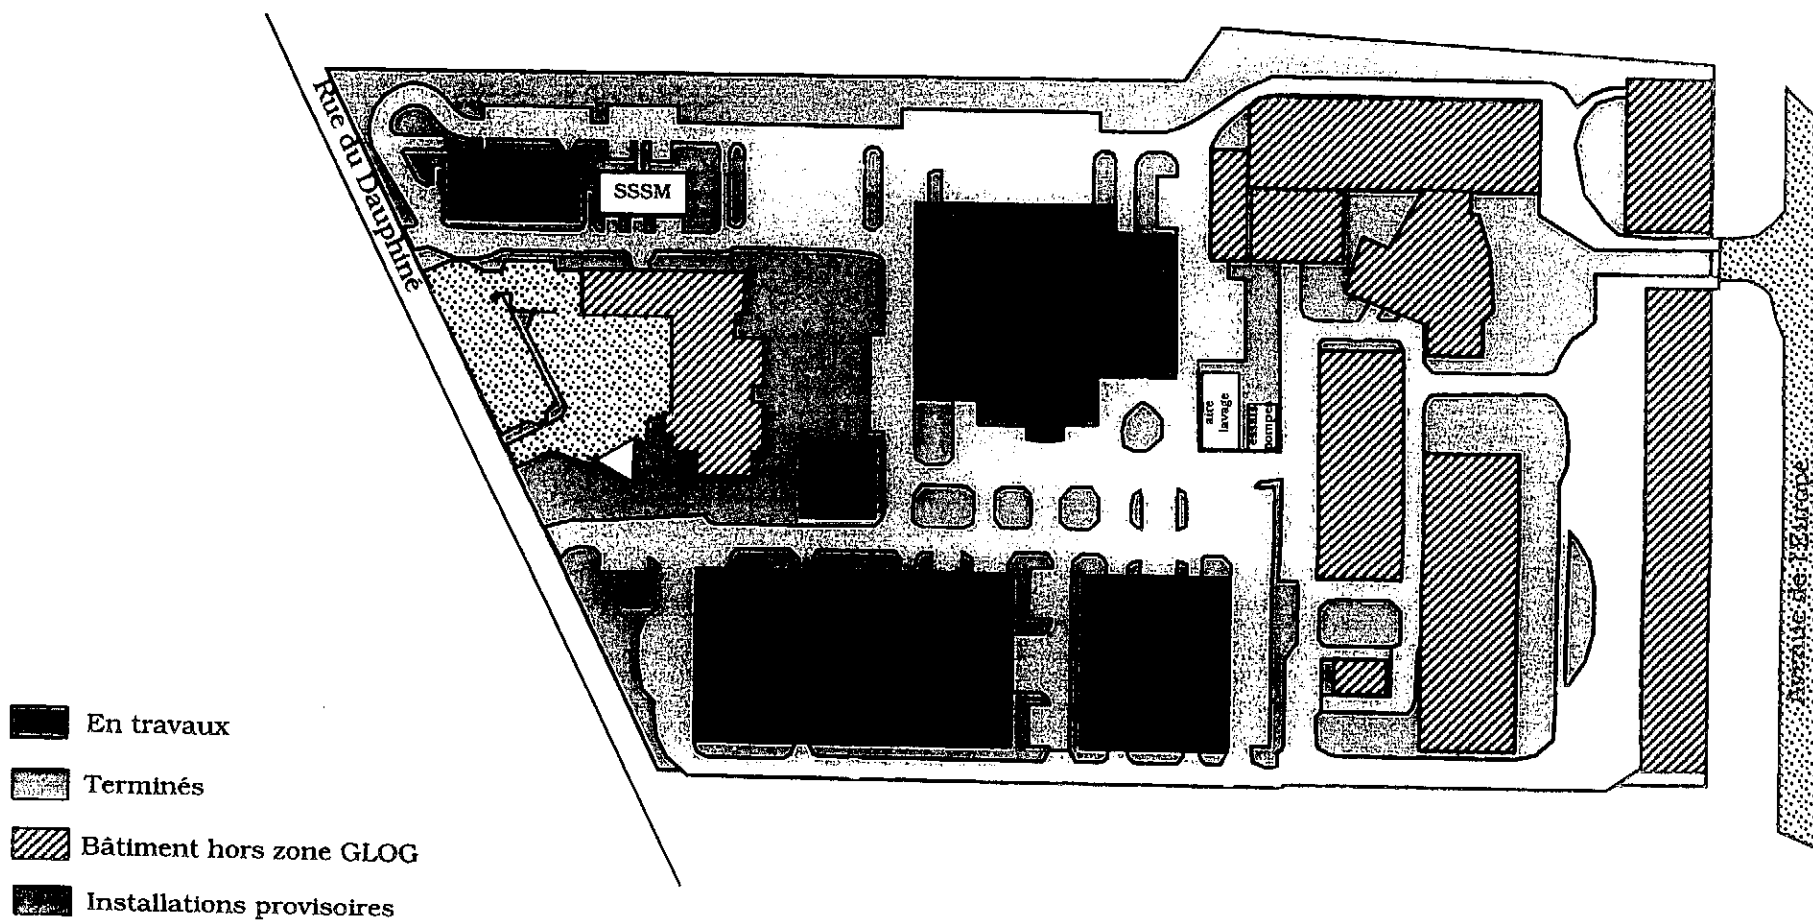 Rue du Dauphiné
SSSM
aire
lavage
essais
pompe
Avenue de l'Europe
En travaux
Terminés
Bâtiment hors zone GLOG
Installations provisoires